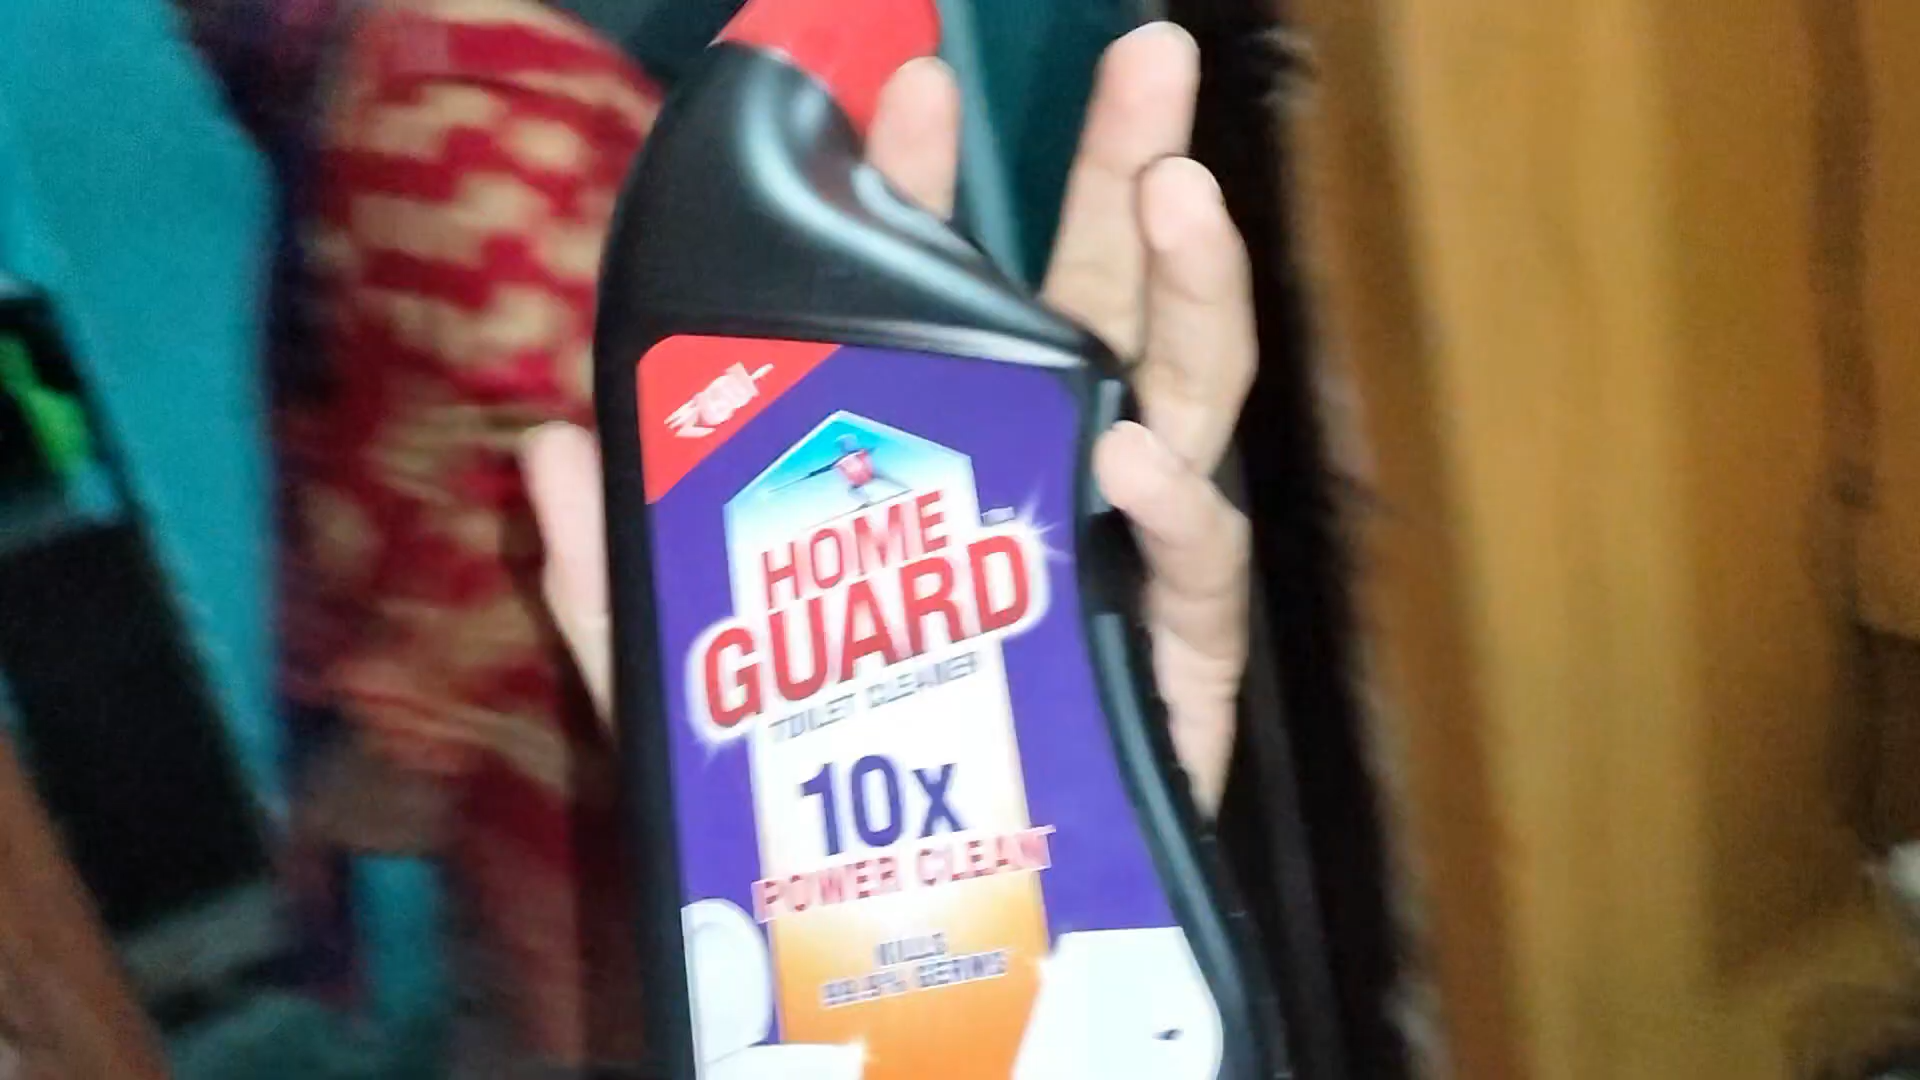 HOME
GUARD
TOILET CLEANER
10x
POWER CLEAN
KILLS
99.9% GERMS